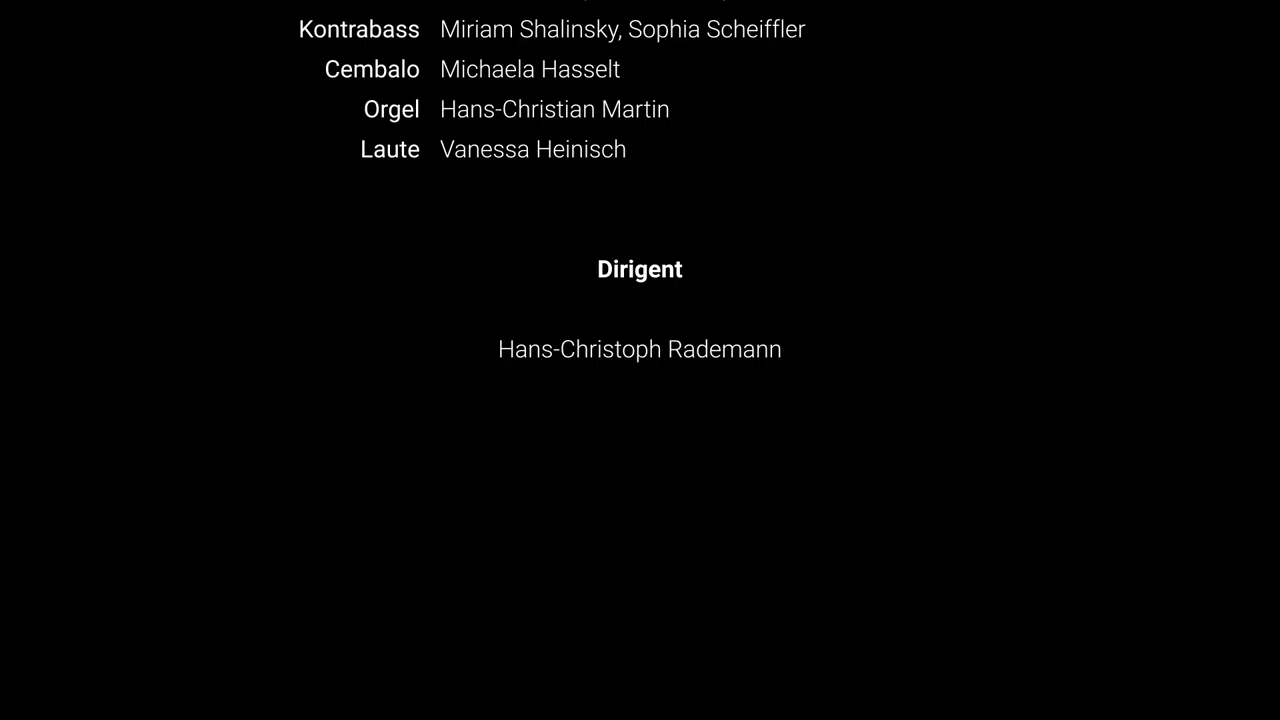 Kontrabass Miriam Shalinsky, Sophia Scheiffler
Cembalo Michaela Hasselt
Orgel Hans-Christian Martin
Laute Vanessa Heinisch
Dirigent
Hans-Christoph Rademann